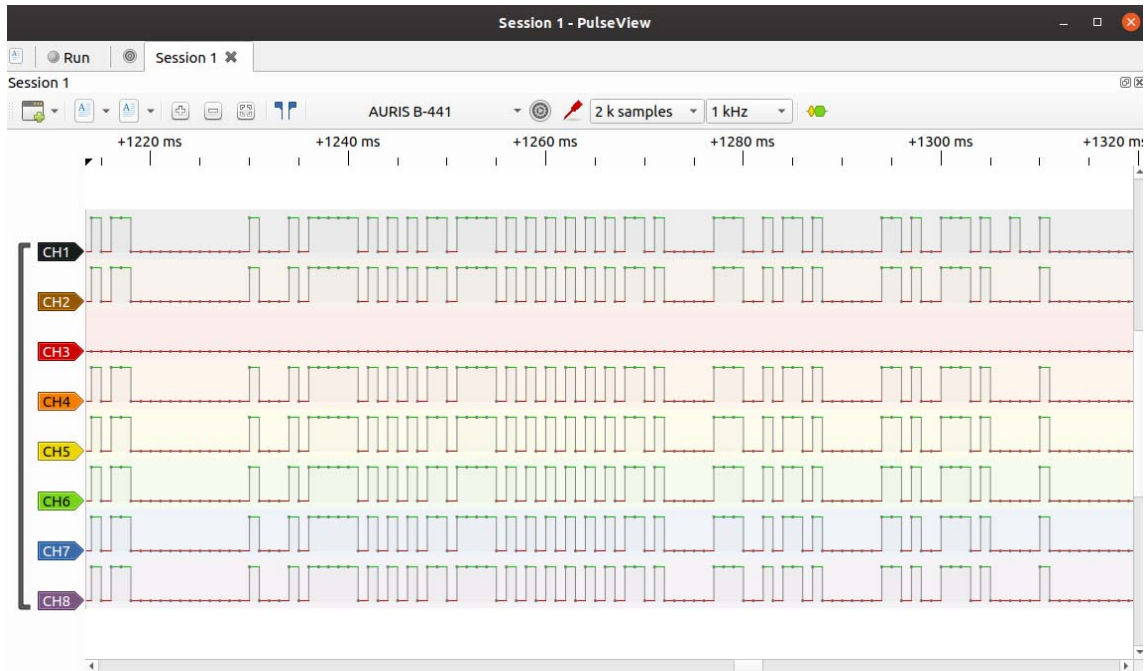 Session 1 - PulseView
Run
Session 1
Session 1
AURIS B-441 2 k samples 1 kHz
+1220 ms +1240 ms +1260 ms +1280 ms +1300 ms +1320 ms
CH1
CH2
CH3
CH4
CH5
CH6
CH7
CH8